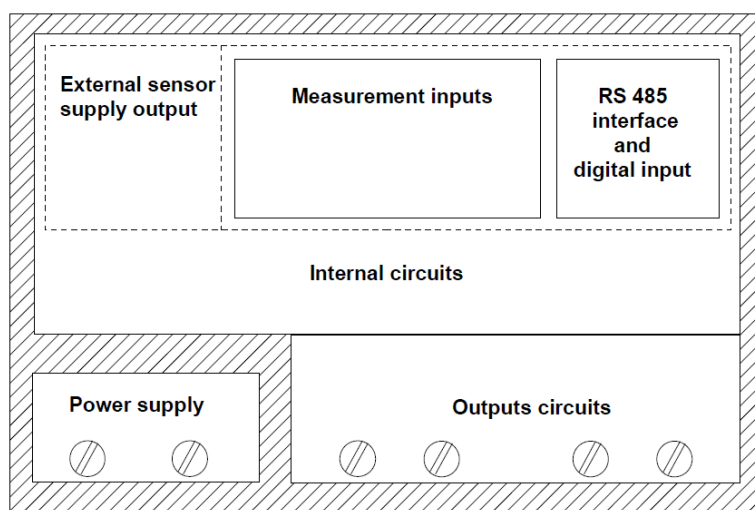 External sensor
supply output
Measurement inputs
RS 485
interface
and
digital input
Internal circuits
Power supply
Outputs circuits